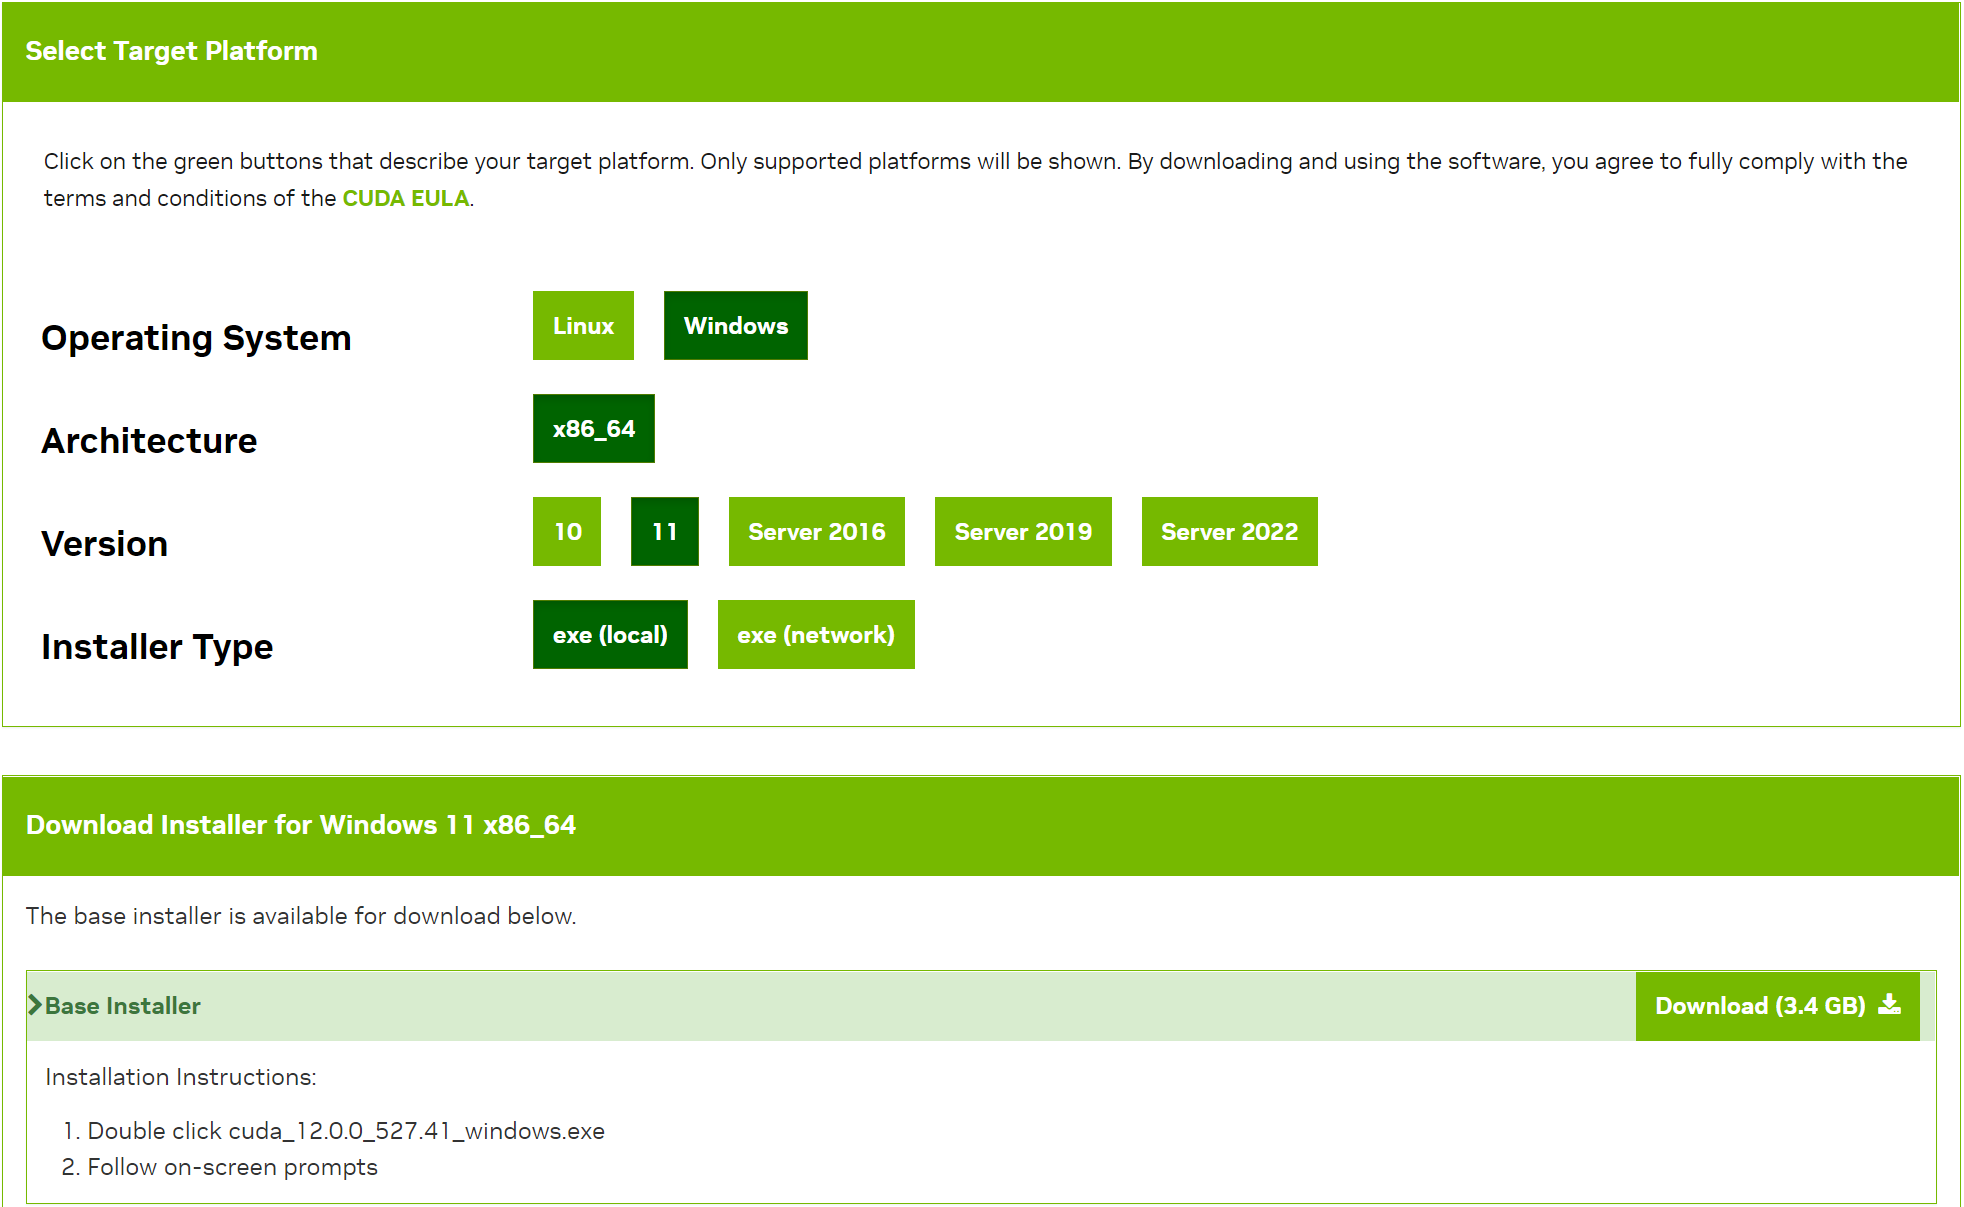 Select Target Platform
Click on the green buttons that describe your target platform. Only supported platforms will be shown. By downloading and using the software, you agree to fully comply with the
terms and conditions of the CUDA EULA.
Operating System
Linux
Windows
Architecture
x86_64
Version
10
11
Server 2016
Server 2019
Server 2022
Installer Type
exe (local)
exe (network)
Download Installer for Windows 11 x86_64
The base installer is available for download below.
Base Installer
Download (3.4 GB)
Installation Instructions:
1. Double click cuda_12.0.0_527.41_windows.exe
2. Follow on-screen prompts